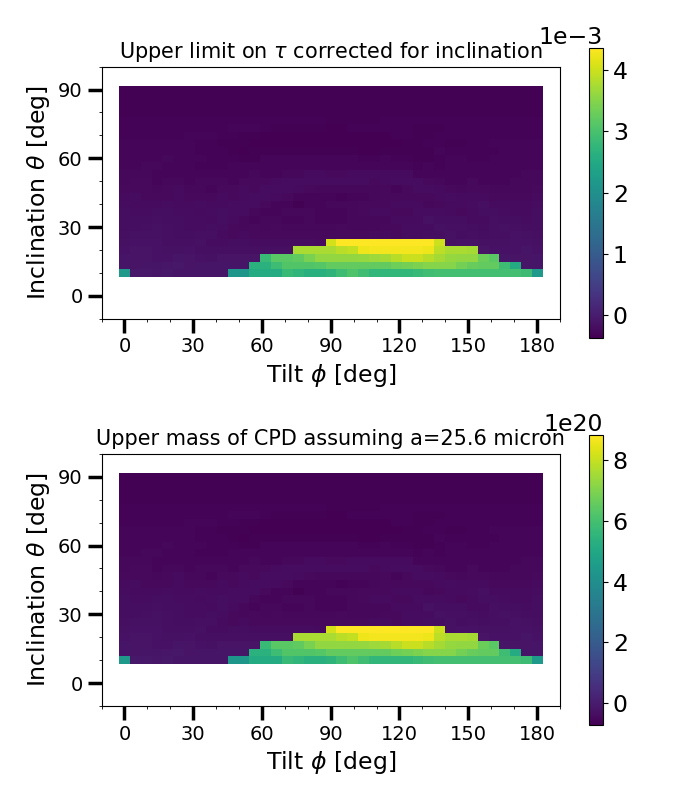 1e−3
Upper limit on τ corrected for inclination
4
90
3
60
2
30
1
0
0
Inclination θ [deg]
0 30 60 90 120 150 180
Tilt ϕ [deg]
1e20
Upper mass of CPD assuming a=25.6 micron
8
90
6
60
4
30
2
0
0
Inclination θ [deg]
0 30 60 90 120 150 180
Tilt ϕ [deg]